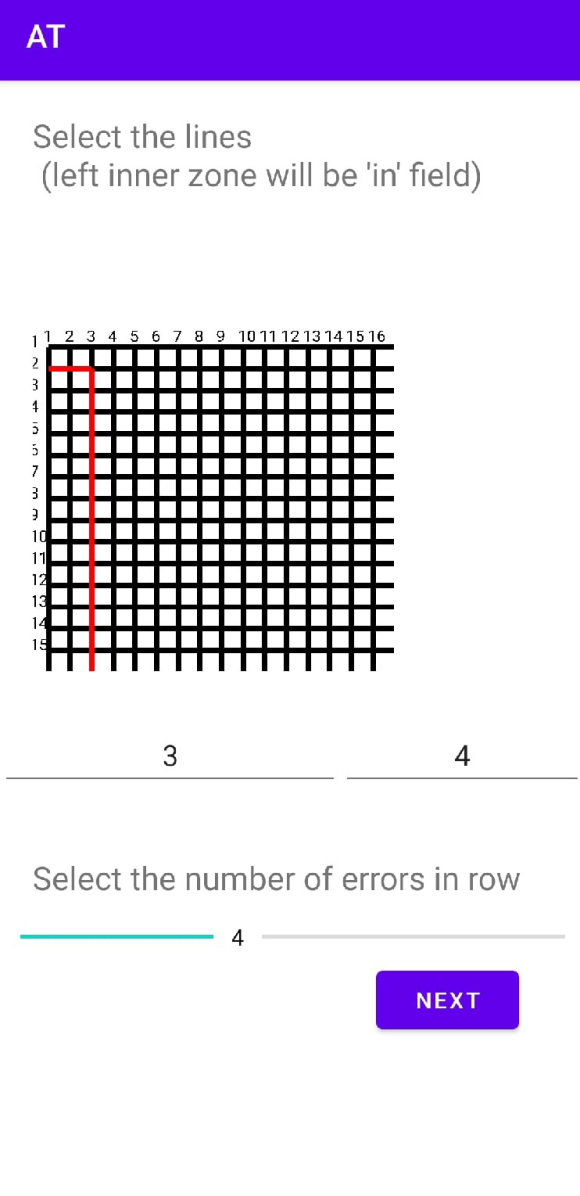 AT
Select the lines
(left inner zone will be 'in' field)
1 2 3 4 5 6 7 8 9 10 11 12 13 14 15 16
1
2
3
4
5
6
7
8
9
10
11
12
13
14
15
3 4
Select the number of errors in row
4
NEXT